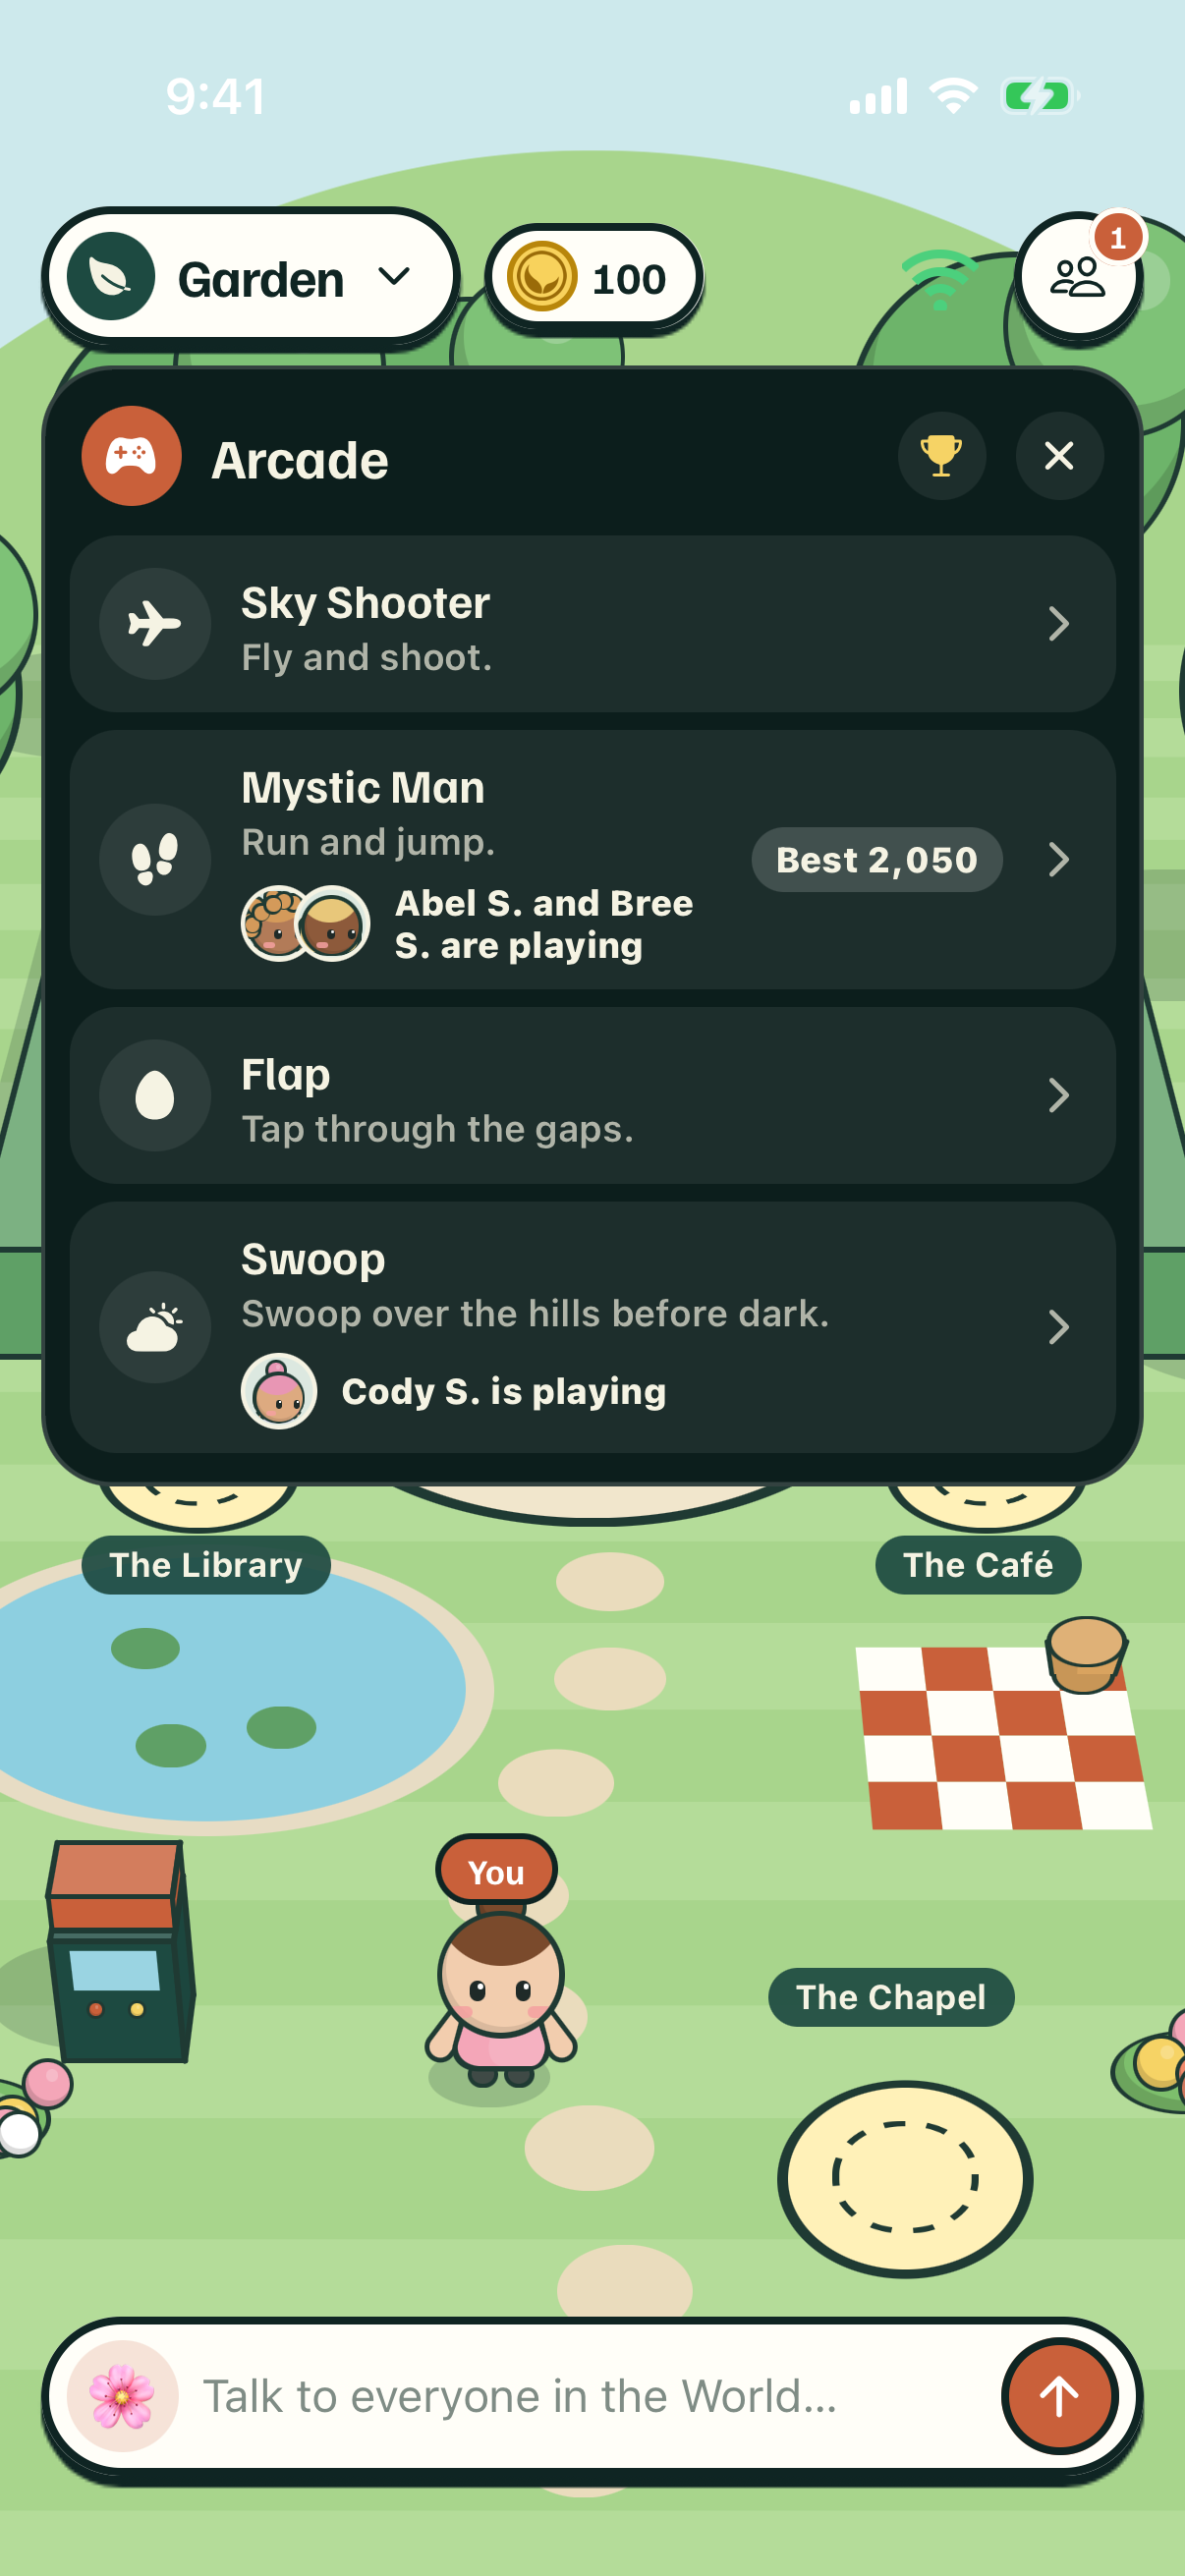 9:41
Garden
100
1
Arcade
Sky Shooter
Fly and shoot.
Mystic Man
Run and jump.
Best 2,050
Abel S. and Bree
S. are playing
Flap
Tap through the gaps.
Swoop
Swoop over the hills before dark.
Cody S. is playing
The Library
The Café
You
The Chapel
Talk to everyone in the World...